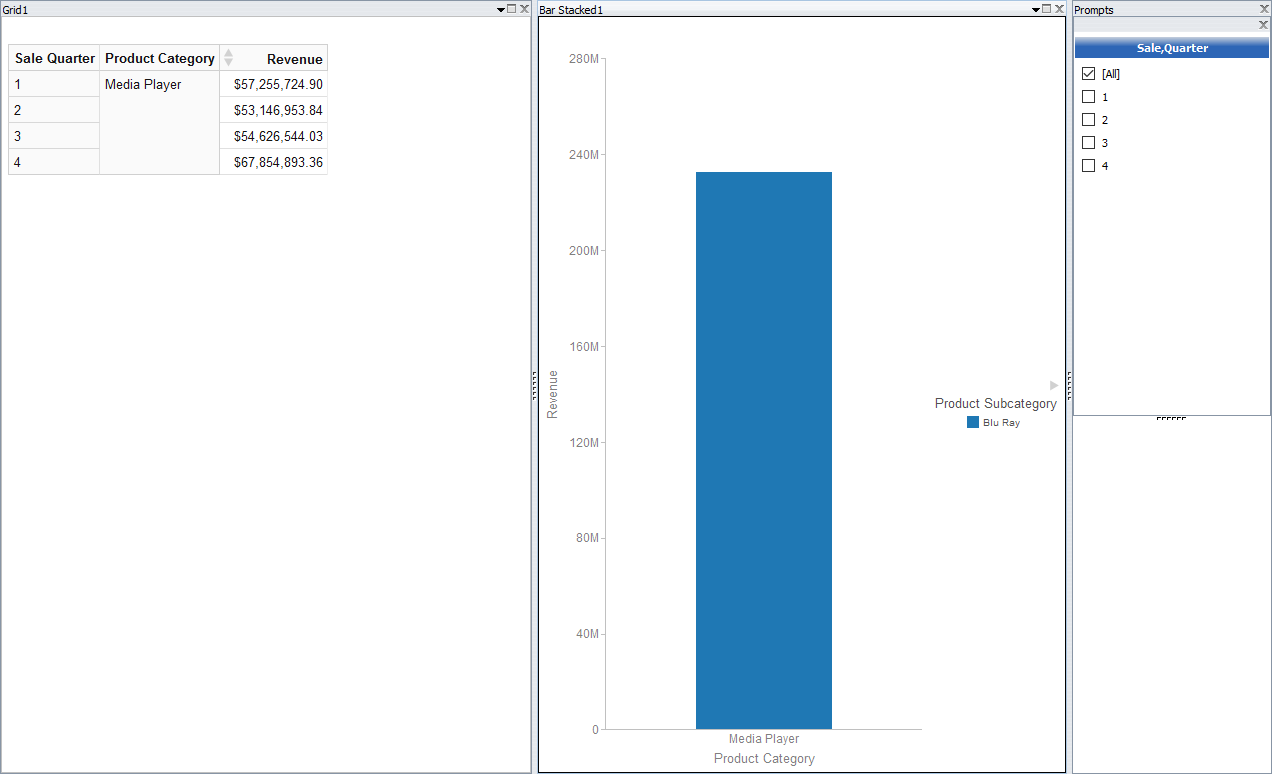 Grid1
Sale Quarter Product Category Revenue
1 Media Player $57,255,724.90
2 $53,146,953.84
3 $54,626,544.03
4 $67,854,893.36
Bar Stacked1
280M
240M
200M
160M
120M
80M
40M
0
Revenue
Media Player
Product Category
Product Subcategory
Blu Ray
Prompts
Sale,Quarter
[All]
1
2
3
4